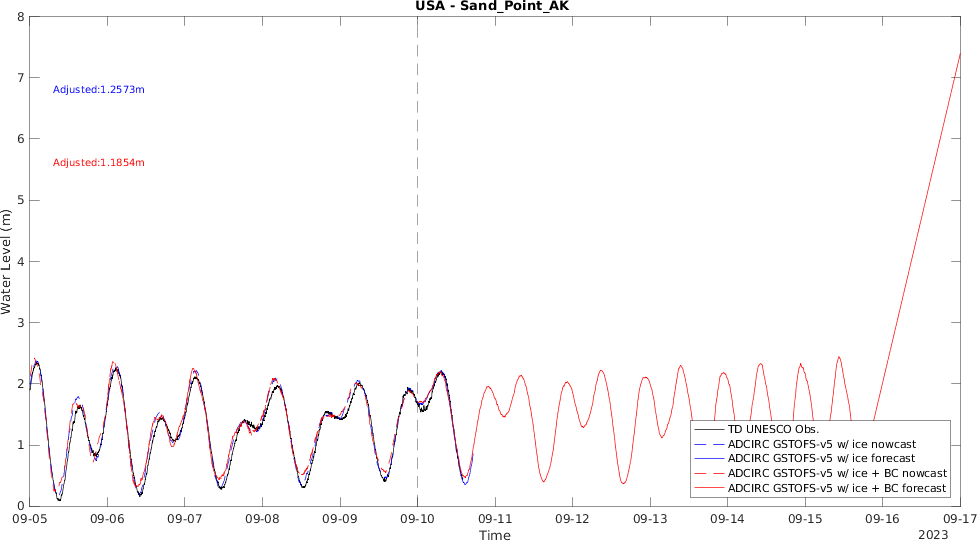 USA - Sand_Point_AK
8
7
6
5
4
3
2
1
0
Water Level (m)
Adjusted:1.2573m
Adjusted:1.1854m
TD UNESCO Obs.
ADCIRC GSTOFS-v5 w/ ice nowcast
ADCIRC GSTOFS-v5 w/ ice forecast
ADCIRC GSTOFS-v5 w/ ice + BC nowcast
ADCIRC GSTOFS-v5 w/ ice + BC forecast
09-05 09-06 09-07 09-08 09-09 09-10 09-11 09-12 09-13 09-14 09-15 09-16 09-17
Time
2023